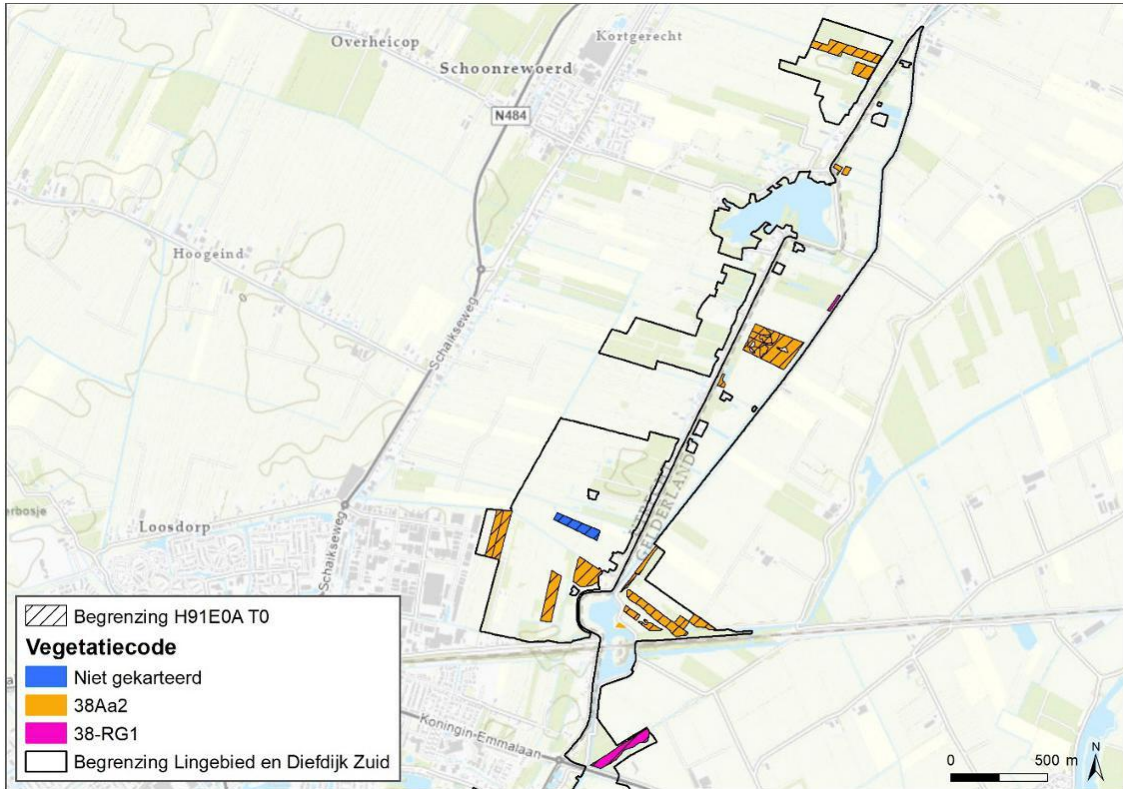 Overheicop
Kortgerecht
Schoonrewoerd
N484
Hoogeind
Schaikseweg
GELDERLAND
erbosje
Loosdorp
Schaikseweg
Koningin-Emmalaan
Begrenzing H91E0A T0
Vegetatiecode
Niet gekarteerd
38Aa2
38-RG1
Begrenzing Lingebied en Diefdijk Zuid
0 500 m
N